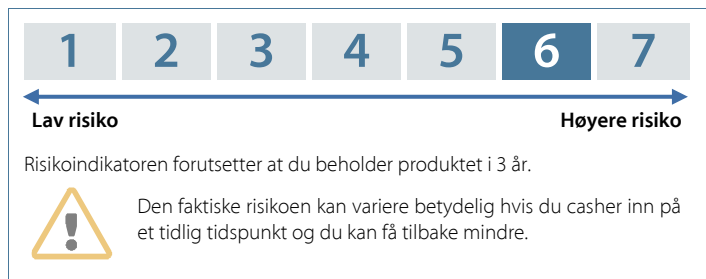 1 2 3 4 5 6 7
Lav risiko Høyere risiko
Risikoindikatoren forutsetter at du beholder produktet i 3 år.
Den faktiske risikoen kan variere betydelig hvis du casher inn på
et tidlig tidspunkt og du kan få tilbake mindre.